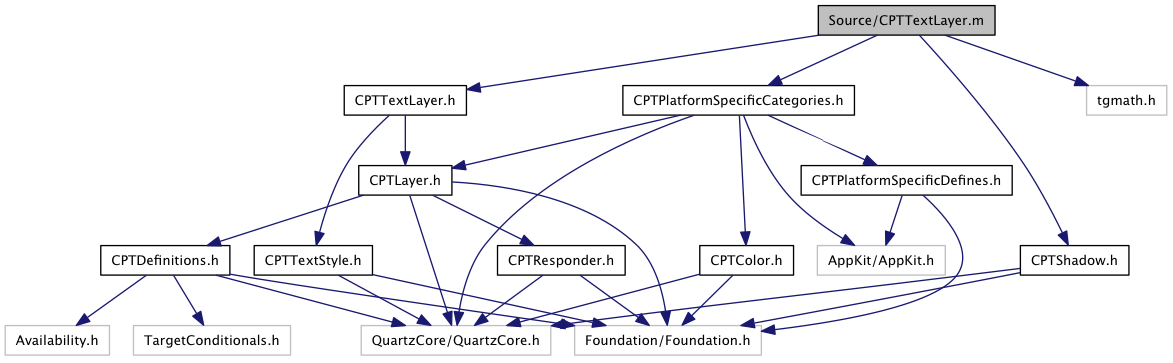 Source/CPTTextLayer.m
CPTTextLayer.h
CPTPlatformSpecificCategories.h
tgmath.h
CPTLayer.h
CPTPlatformSpecificDefines.h
CPTDefinitions.h
CPTTextStyle.h
CPTResponder.h
CPTColor.h
AppKit/AppKit.h
CPTShadow.h
Availability.h
TargetConditionals.h
QuartzCore/QuartzCore.h
Foundation/Foundation.h